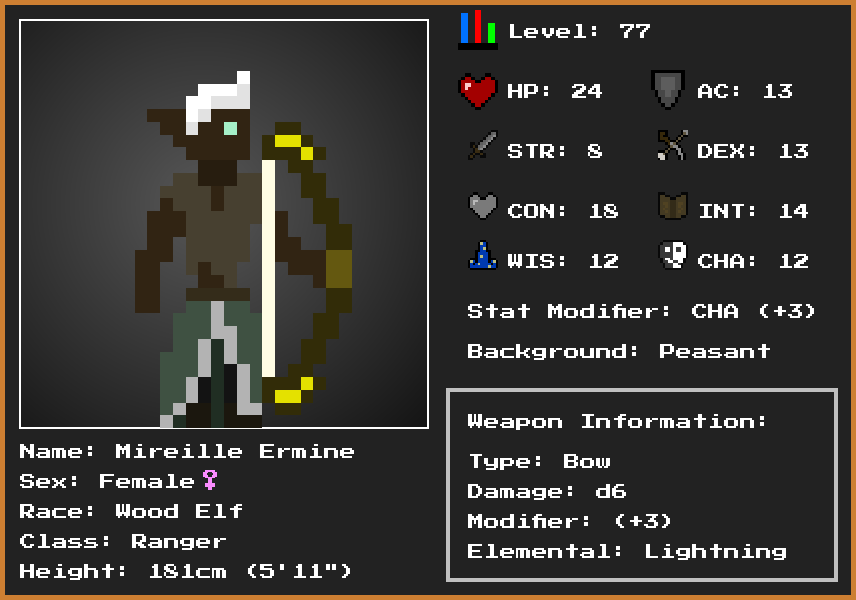 Level: 77
HP: 24
AC: 13
STR: 8
DEX: 13
CON: 18
INT: 14
WIS: 12
CHA: 12
Stat Modifier: CHA (+3)
Background: Peasant
Weapon Information:
Type: Bow
Damage: d6
Modifier: (+3)
Elemental: Lightning
Name: Mireille Ermine
Sex: Female♀
Race: Wood Elf
Class: Ranger
Height: 181cm (5'11")